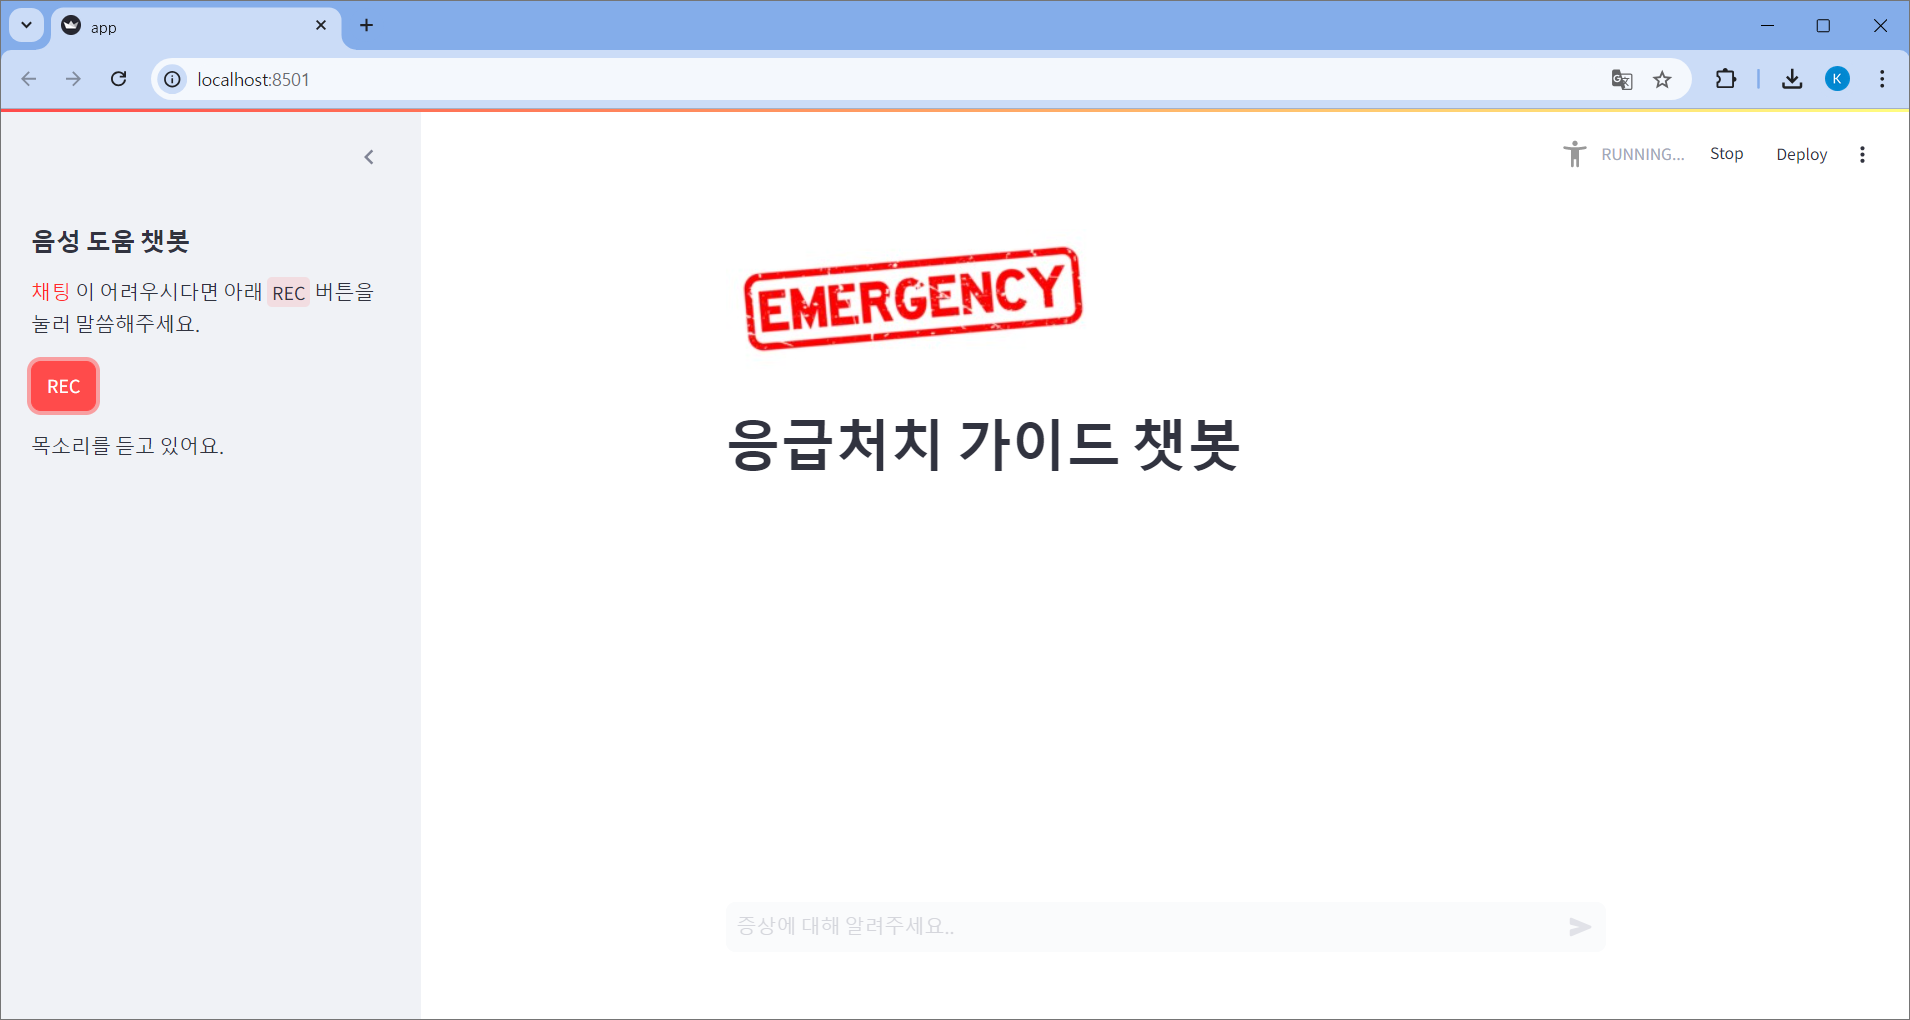 app
localhost:8501
K
RUNNING...
Stop
Deploy
음성 도움 챗봇
채팅 이 어려우시다면 아래 REC 버튼을
눌러 말씀해주세요.
REC
목소리를 듣고 있어요.
EMERGENCY
응급처치 가이드 챗봇
증상에 대해 알려주세요..